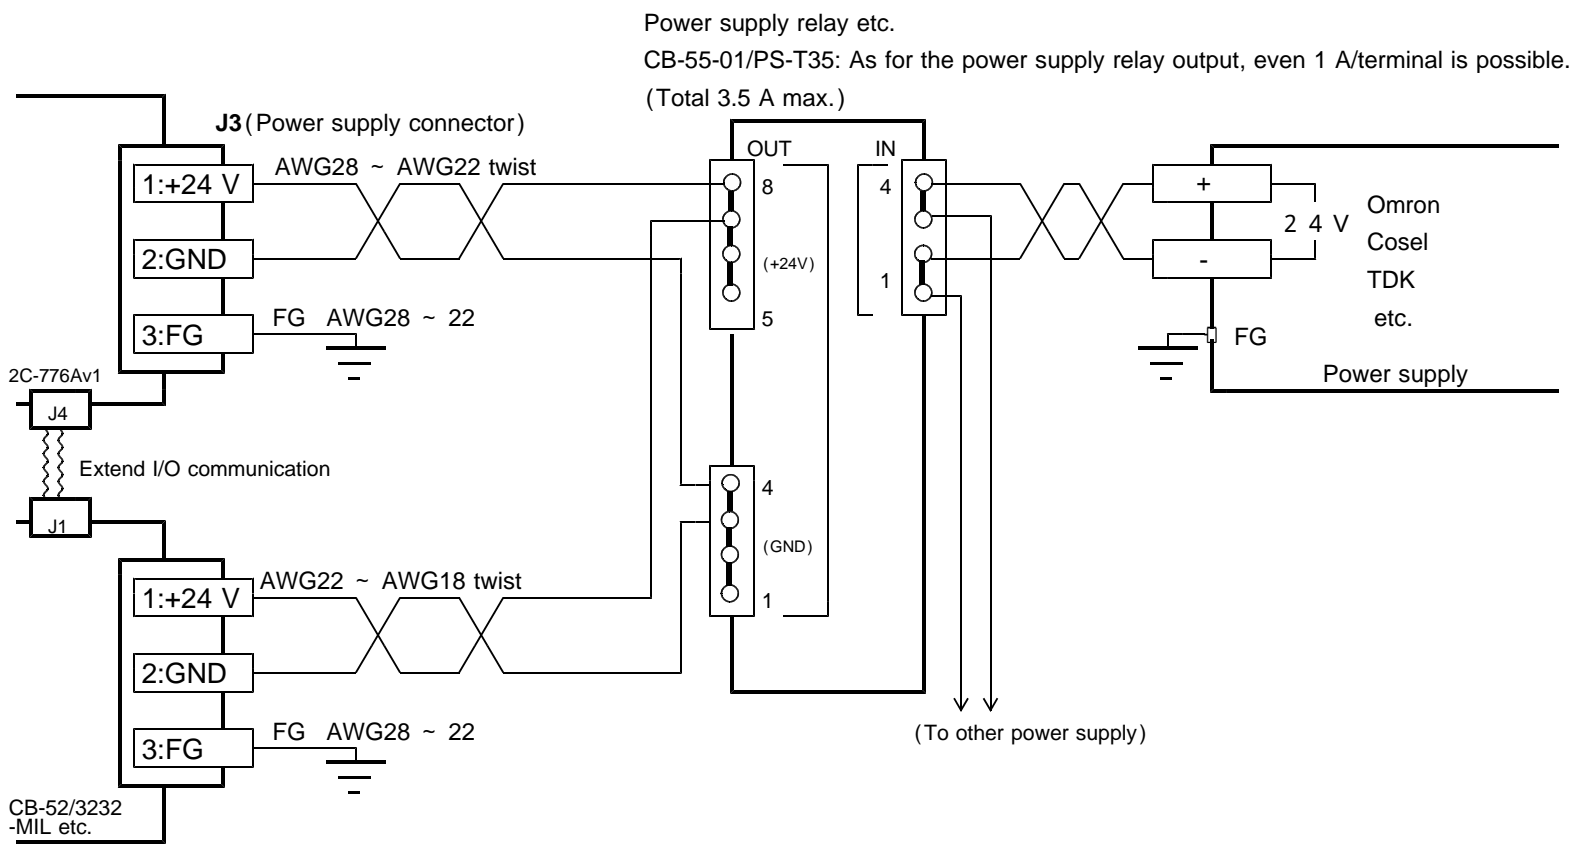 Power supply relay etc.
CB-55-01/PS-T35: As for the power supply relay output, even 1 A/terminal is possible.
(Total 3.5 A max.)
J3(Power supply connector)
OUT
IN
AWG28 ~ AWG22 twist
1:+24 V
8
4
+
2 4 V
Omron
Cosel
TDK
etc.
2:GND
(+24V)
-
1
3:FG
FG AWG28 ~ 22
5
FG
Power supply
2C-776Av1
J4
Extend I/O communication
4
J1
(GND)
AWG22 ~ AWG18 twist
1:+24 V
1
2:GND
FG AWG28 ~ 22
3:FG
(To other power supply)
CB-52/3232
-MIL etc.